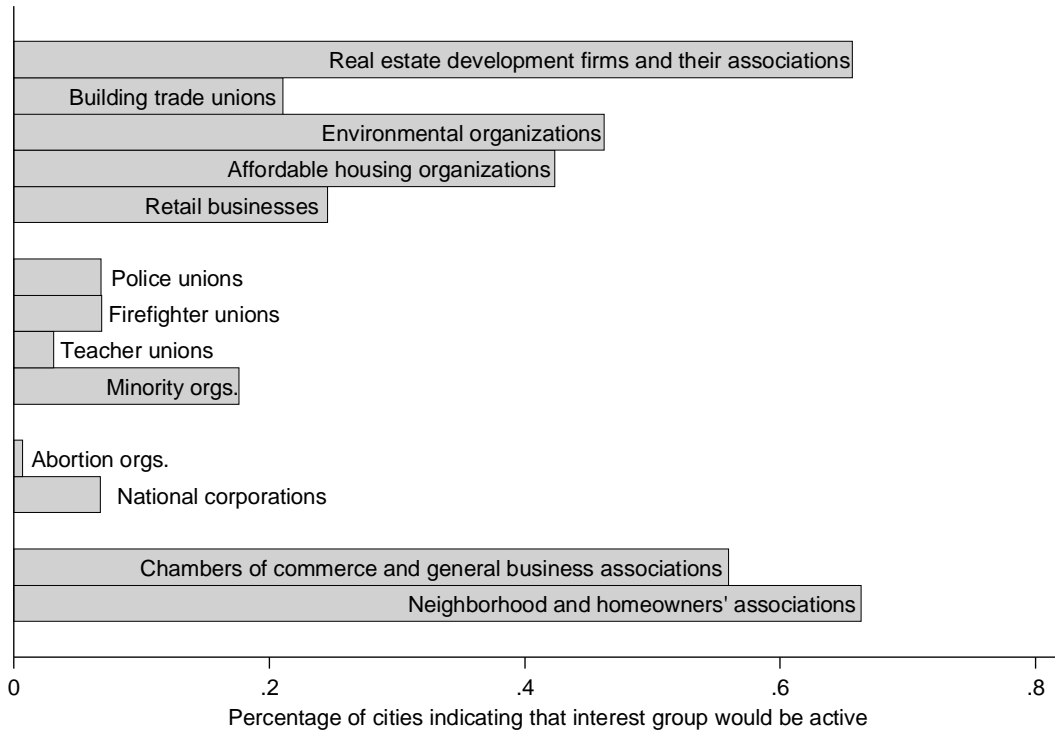 Real estate development firms and their associations
Building trade unions
Environmental organizations
Affordable housing organizations
Retail businesses
Police unions
Firefighter unions
Teacher unions
Minority orgs.
Abortion orgs.
National corporations
Chambers of commerce and general business associations
Neighborhood and homeowners' associations
0 .2 .4 .6 .8
Percentage of cities indicating that interest group would be active